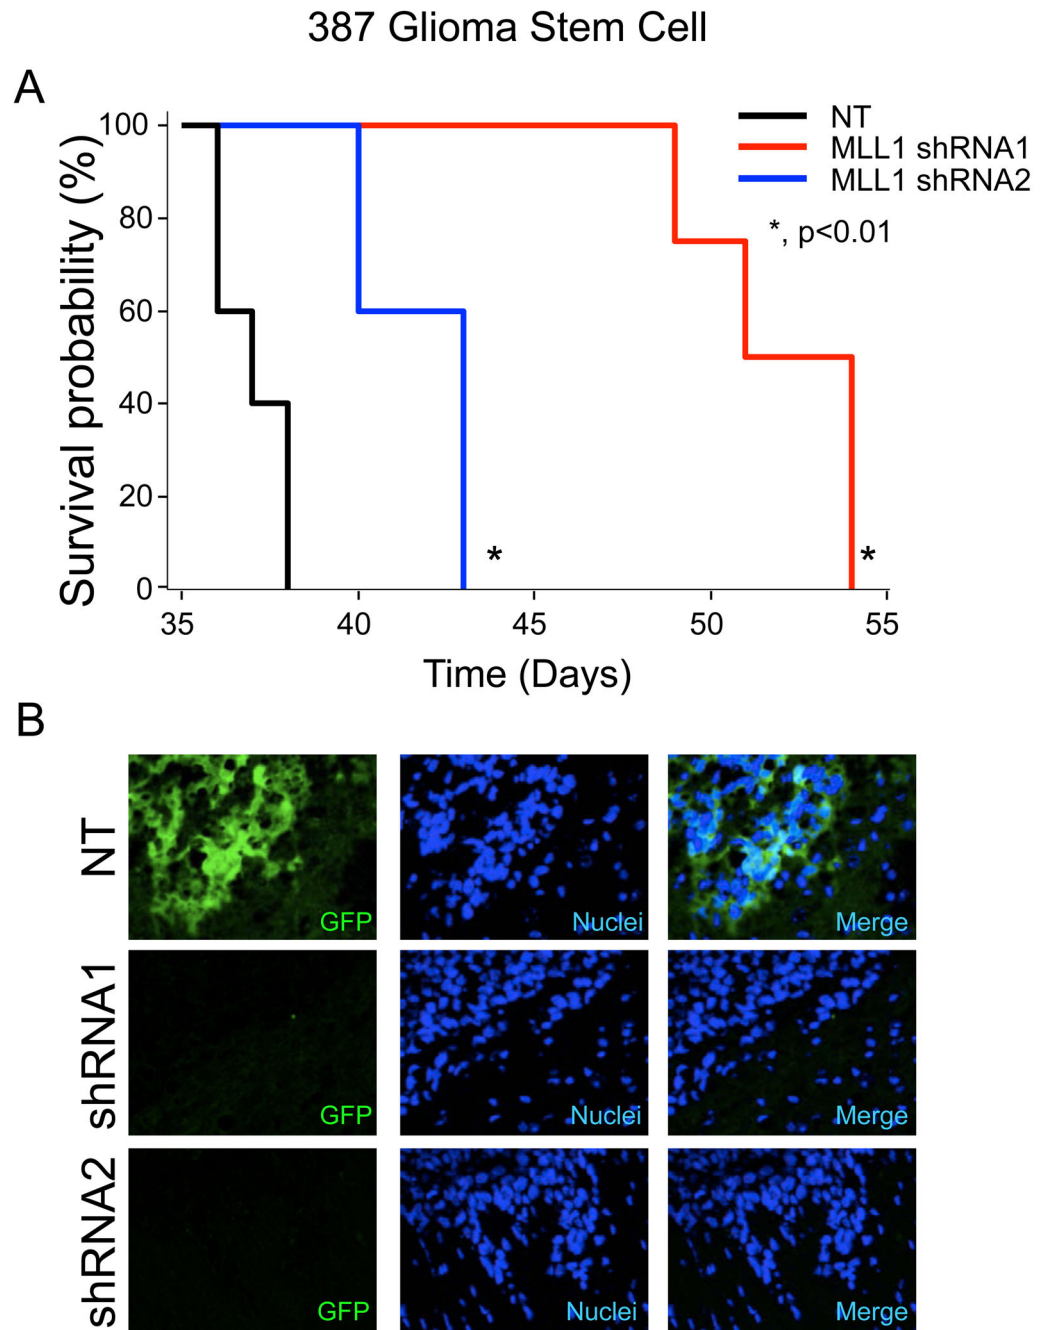 387 Glioma Stem Cell
A
Survival probability (%)
100
80
60
40
20
0
NT
MLL1 shRNA1
MLL1 shRNA2
*, p<0.01
*
*
35 40 45 50 55
Time (Days)
B
NT
GFP Nuclei Merge
shRNA1
GFP Nuclei Merge
shRNA2
GFP Nuclei Merge